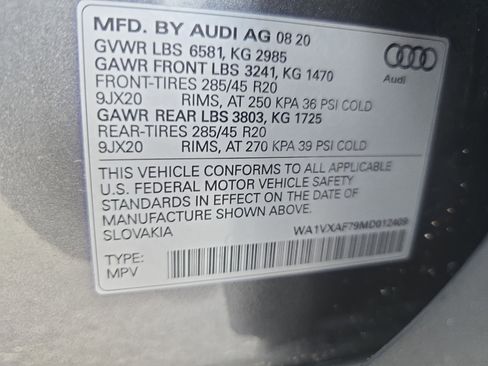 MFD. BY AUDI AG 08 20
GVWR LBS 6581, KG 2985
GAWR FRONT LBS 3241, KG 1470
FRONT-TIRES 285/45 R20
9JX20 RIMS, AT 250 KPA 36 PSI COLD
GAWR REAR LBS 3803, KG 1725
REAR-TIRES 285/45 R20
9JX20 RIMS, AT 270 KPA 39 PSI COLD
Audi
THIS VEHICLE CONFORMS TO ALL APPLICABLE
U.S. FEDERAL MOTOR VEHICLE SAFETY
STANDARDS IN EFFECT ON THE DATE OF
MANUFACTURE SHOWN ABOVE.
SLOVAKIA
WA1VXAF79MD012409
TYPE:
MPV